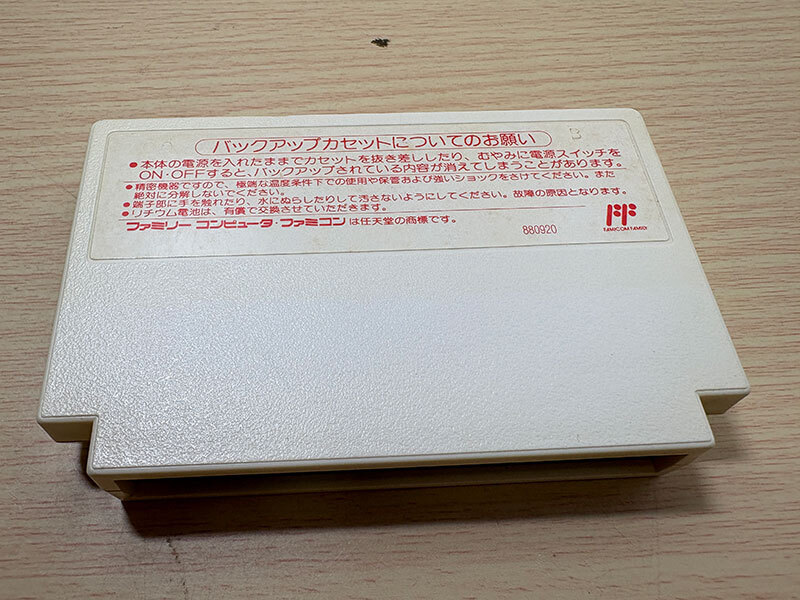 B
バックアップカセットについてのお願い
●本体の電源を入れたままでカセットを抜き差ししたり、むやみに電源スイッチを
ON・OFFすると、バックアップされている内容が消えてしまうことがあります。
●精密機器ですので、極端な温度条件下での使用や保管および強いショックをさけてください。また
絶対に分解しないでください。
●端子部に手を触れたり、水にぬらしたりして汚さないようにしてください。故障の原因となります。
●リチウム電池は、有償で交換させていただきます。
ファミリー コンピュータ・ファミコン は任天堂の商標です。
880920
FF